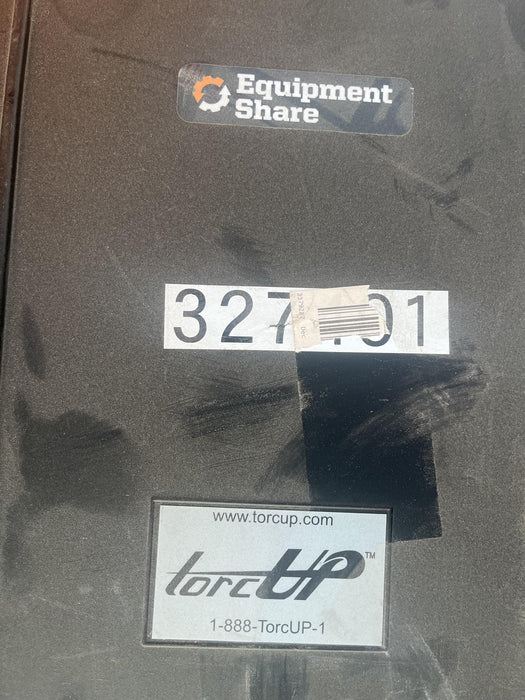 Equipment
Share
327 01
www.torcup.com
torcUP™
1-888-TorcUP-1